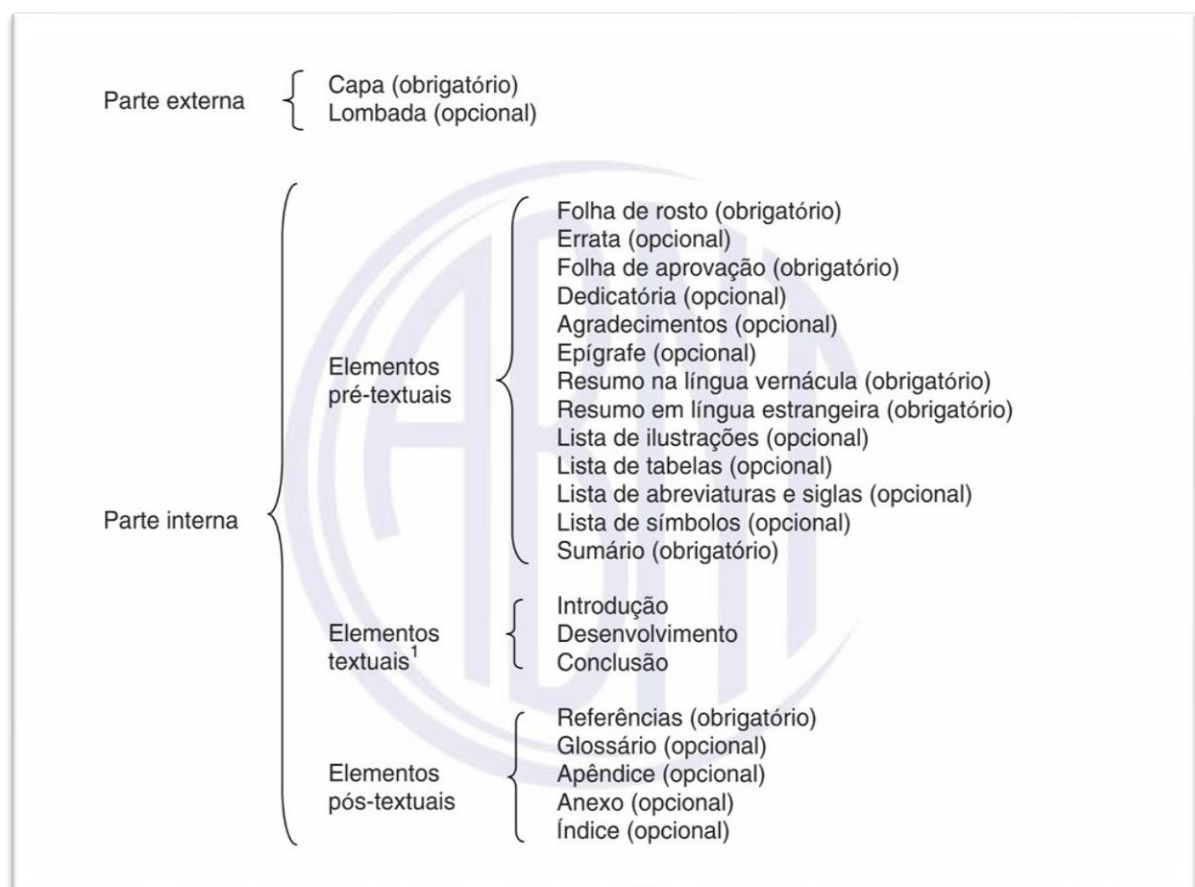 Parte externa
Capa (obrigatório)
Lombada (opcional)
Parte interna
Elementos
pré-textuais
Folha de rosto (obrigatório)
Errata (opcional)
Folha de aprovação (obrigatório)
Dedicatória (opcional)
Agradecimentos (opcional)
Epígrafe (opcional)
Resumo na língua vernácula (obrigatório)
Resumo em língua estrangeira (obrigatório)
Lista de ilustrações (opcional)
Lista de tabelas (opcional)
Lista de abreviaturas e siglas (opcional)
Lista de símbolos (opcional)
Sumário (obrigatório)
Elementos
textuais¹
Introdução
Desenvolvimento
Conclusão
Elementos
pós-textuais
Referências (obrigatório)
Glossário (opcional)
Apêndice (opcional)
Anexo (opcional)
Índice (opcional)
ABNT